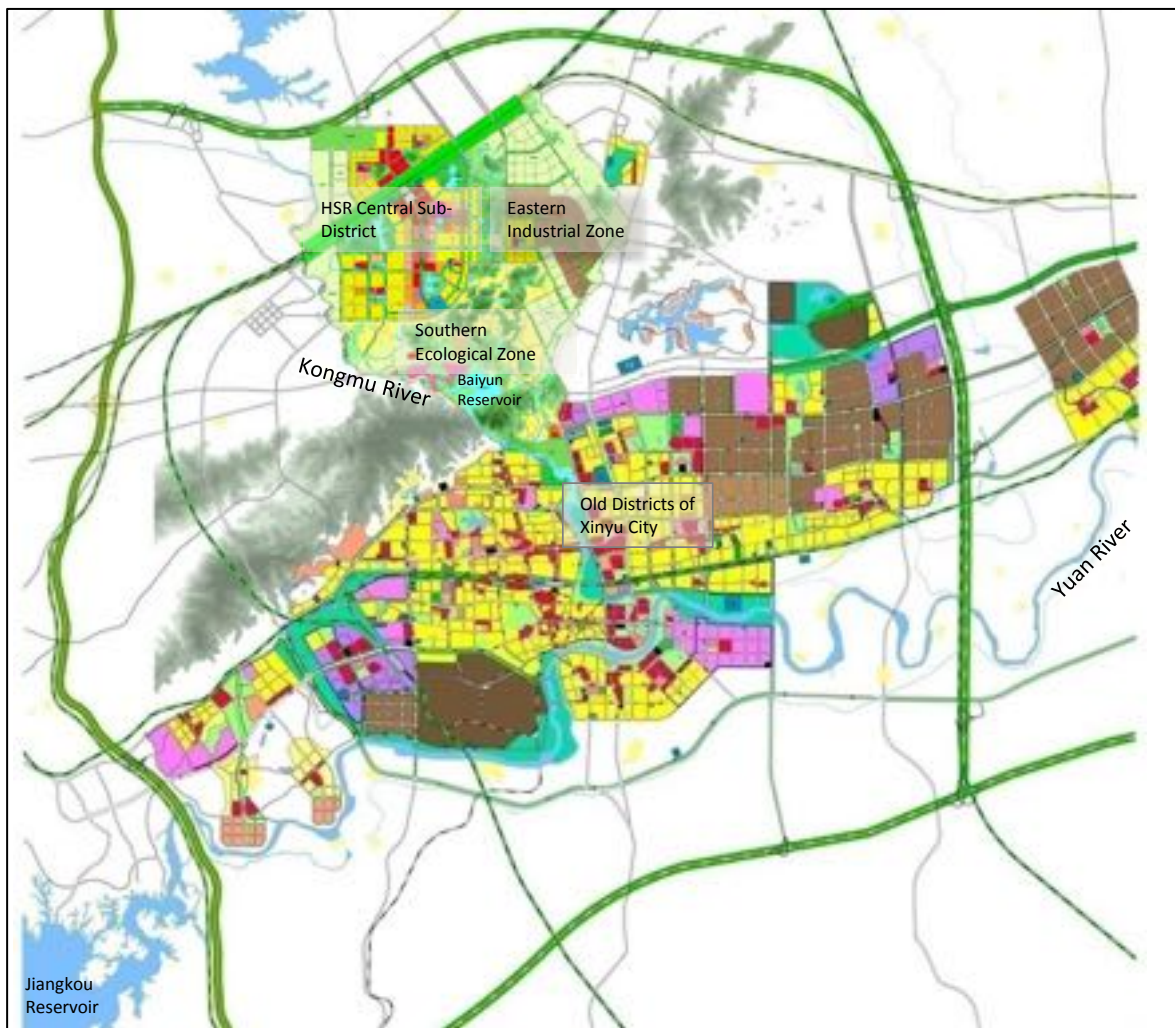 HSR Central Sub-
District
Eastern
Industrial Zone
Southern
Ecological Zone
Kongmu River
Baiyun
Reservoir
Old Districts of
Xinyu City
Yuan River
Jiangkou
Reservoir